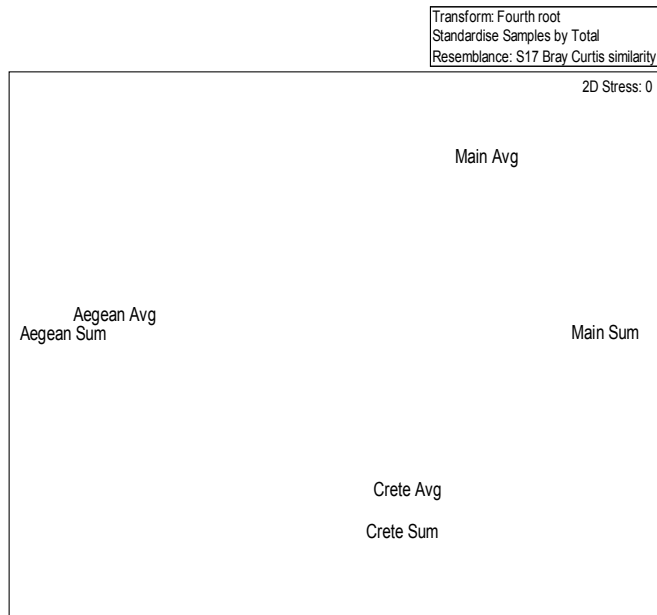 Transform: Fourth root
Standardise Samples by Total
Resemblance: S17 Bray Curtis similarity
2D Stress: 0
Main Avg
Aegean Avg
Aegean Sum
Main Sum
Crete Avg
Crete Sum